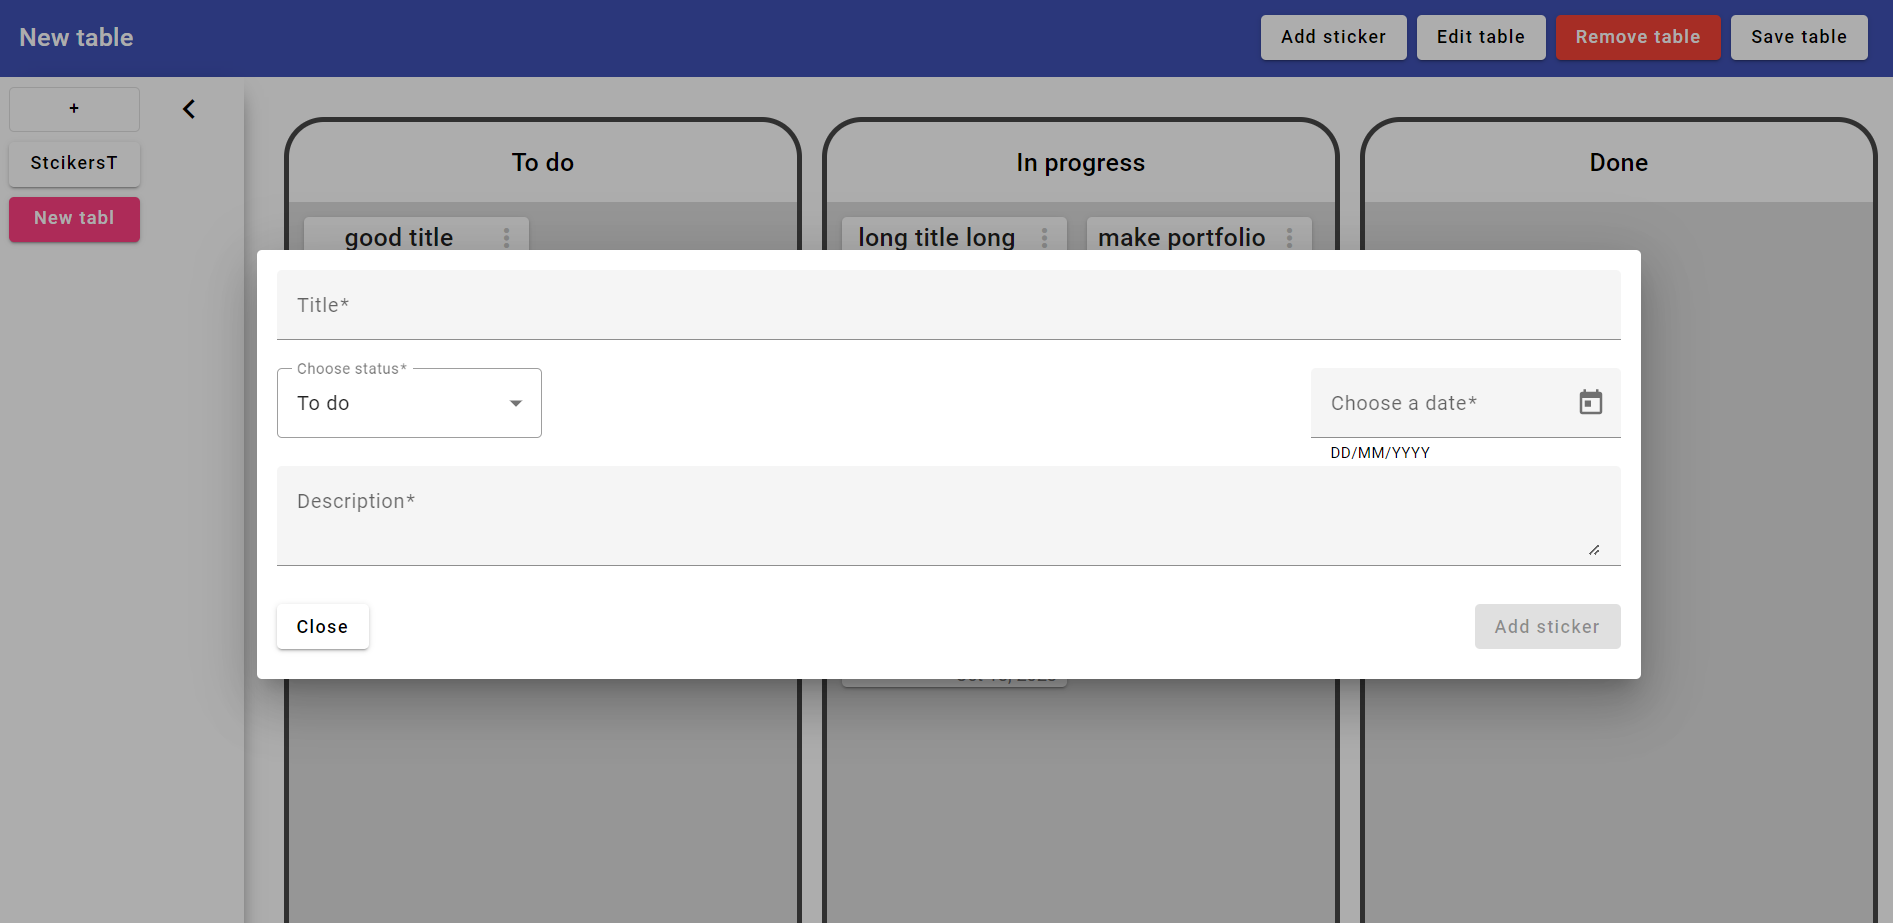 New table
Add sticker
Edit table
Remove table
Save table
+
StcikersT
New tabl
To do
In progress
Done
good title
long title long
make portfolio
Title*
Choose status*
To do
Choose a date*
DD/MM/YYYY
Description*
Close
Add sticker